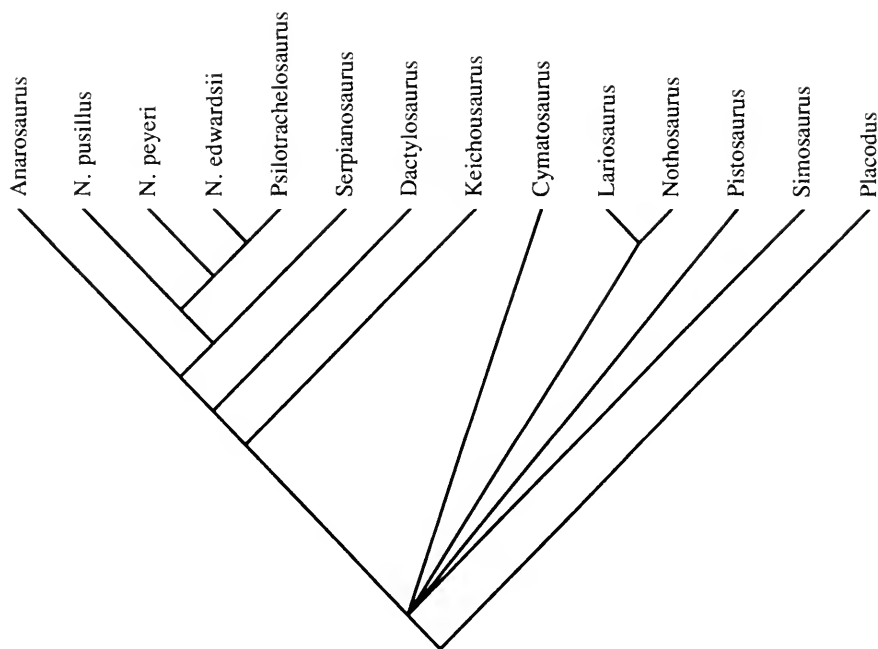 Anarosaurus
N. pusillus
N. peyeri
N. edwardsii
Psilotrachelosaurus
Serpianosaurus
Dactylosaurus
Keichousaurus
Cymatosaurus
Lariosaurus
Nothosaurus
Pistosaurus
Simosaurus
Placodus